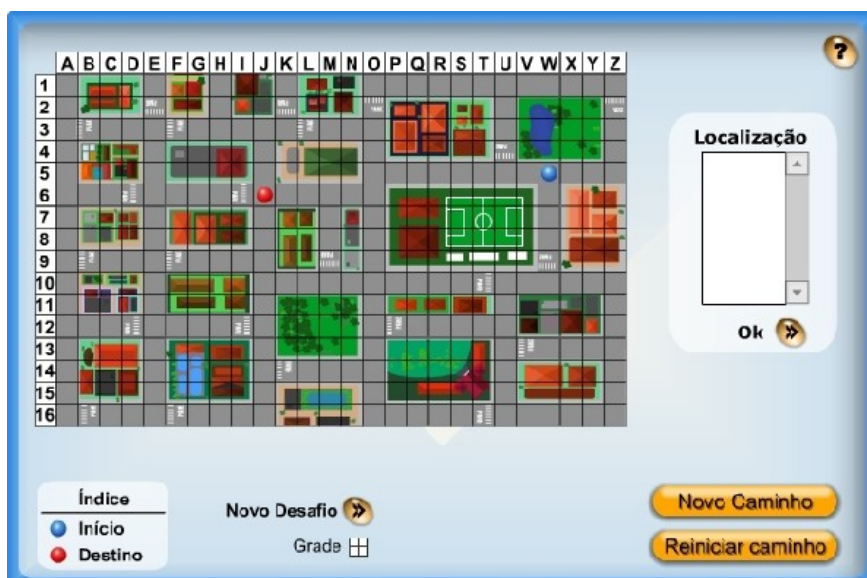 ?
A B C D E F G H I J K L M N O P Q R S T U V W X Y Z
1
2
3
4
5
6
7
8
9
10
11
12
13
14
15
16
Localização
Ok
Índice
Início
Destino
Novo Desafio
Grade
Novo Caminho
Reiniciar caminho